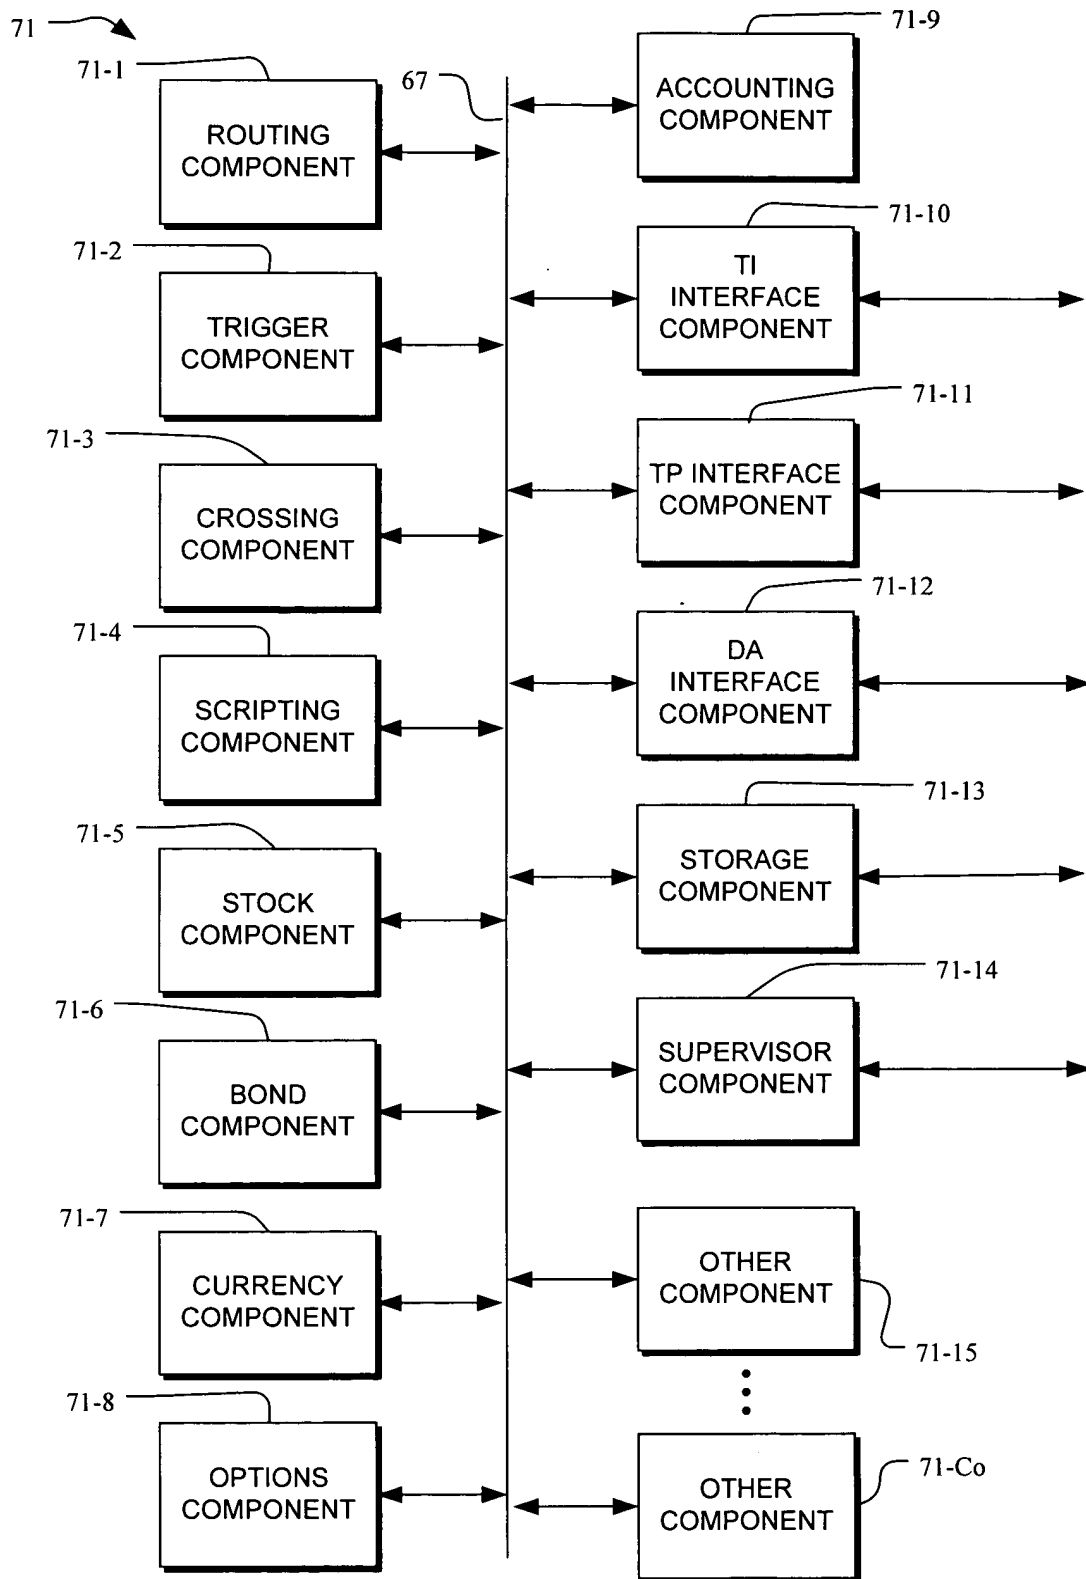 71
71-1
ROUTING
COMPONENT
71-2
TRIGGER
COMPONENT
71-3
CROSSING
COMPONENT
71-4
SCRIPTING
COMPONENT
71-5
STOCK
COMPONENT
71-6
BOND
COMPONENT
71-7
CURRENCY
COMPONENT
71-8
OPTIONS
COMPONENT
67
71-9
ACCOUNTING
COMPONENT
71-10
TI
INTERFACE
COMPONENT
71-11
TP INTERFACE
COMPONENT
71-12
DA
INTERFACE
COMPONENT
71-13
STORAGE
COMPONENT
71-14
SUPERVISOR
COMPONENT
OTHER
COMPONENT
71-15
71-Co
OTHER
COMPONENT